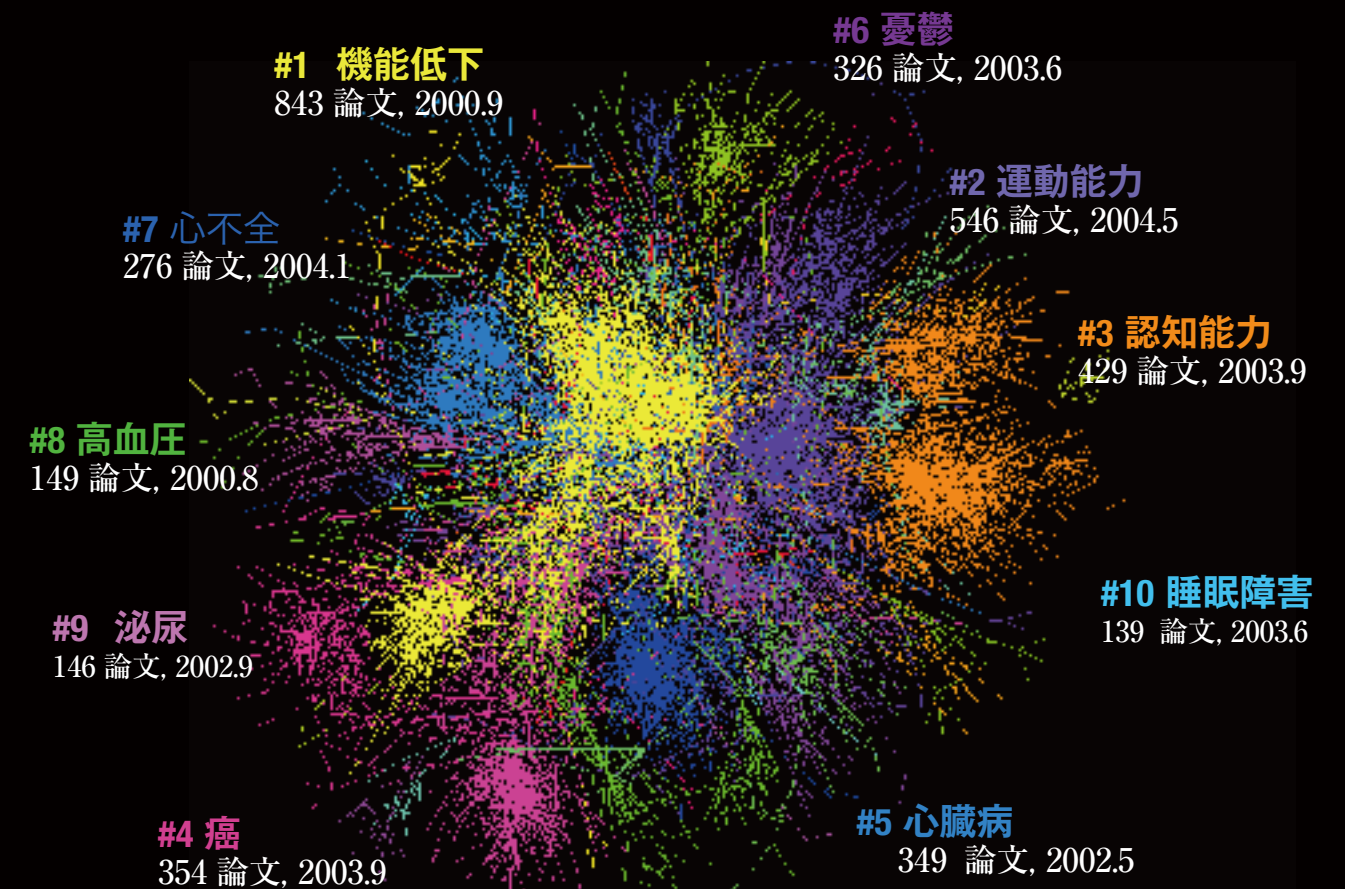 #6 憂鬱
326 論文, 2003.6
#1 機能低下
843 論文, 2000.9
#2 運動能力
546 論文, 2004.5
#7 心不全
276 論文, 2004.1
#3 認知能力
429 論文, 2003.9
#8 高血圧
149 論文, 2000.8
#10 睡眠障害
139 論文, 2003.6
#9 泌尿
146 論文, 2002.9
#5 心臓病
349 論文, 2002.5
#4 癌
354 論文, 2003.9